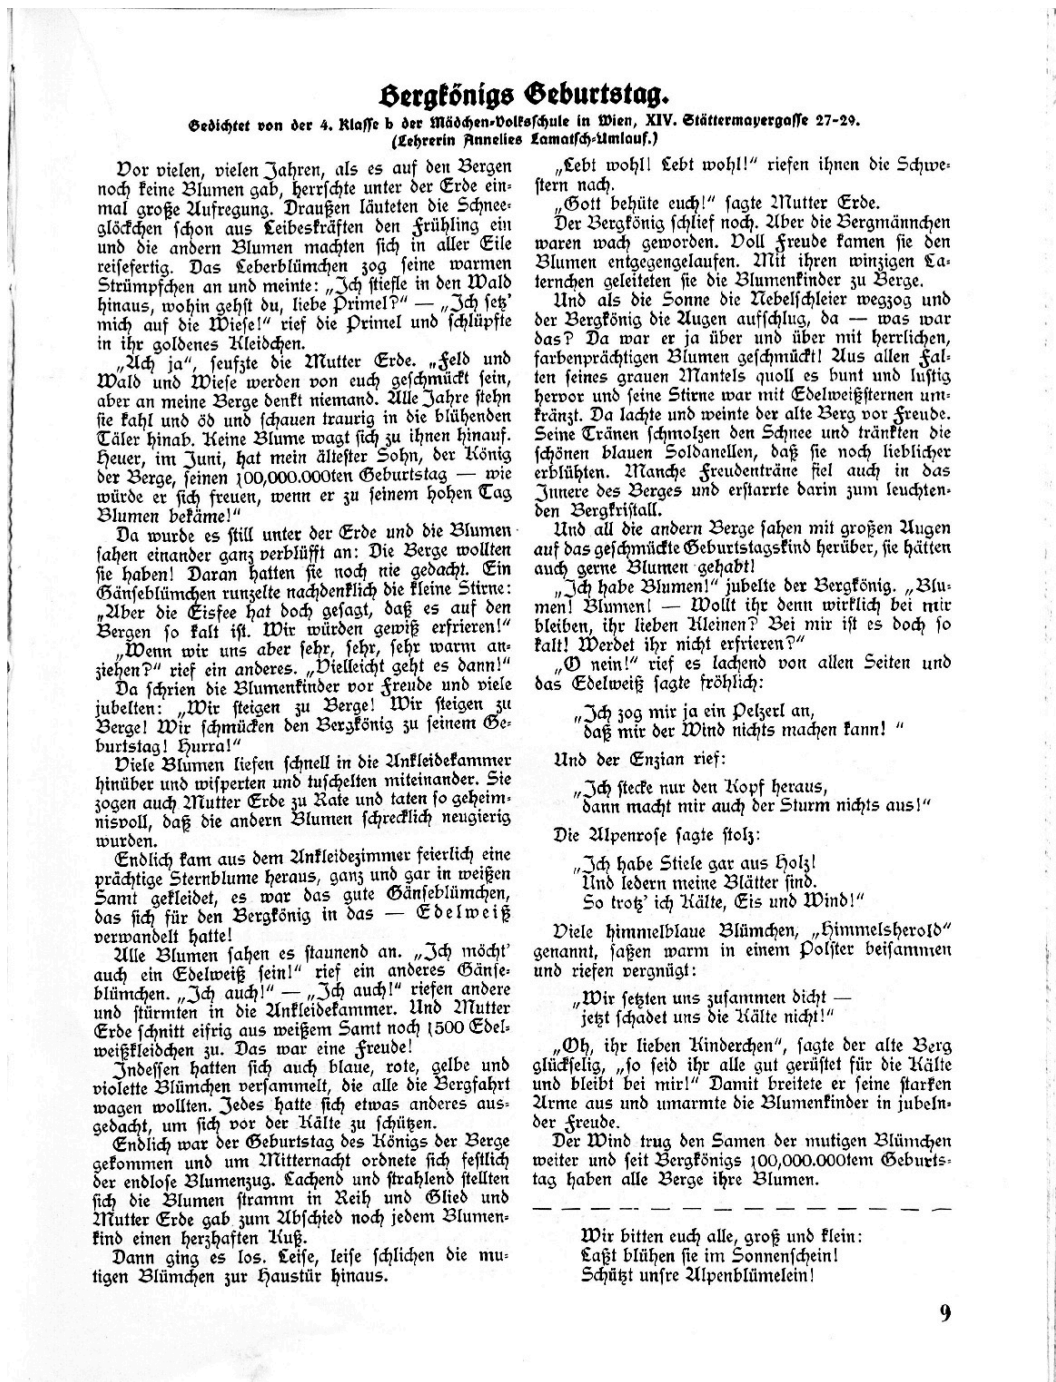 Bergkönigs Geburtstag.
Gedichtet von der 4. Klasse b der Mädchen-Volksschule in Wien, XIV. Stättermayergasse 27-29.
(Lehrerin Annelies Lamatsch-Umlauf.)
Vor vielen, vielen Jahren, als es auf den Bergen
noch keine Blumen gab, herrschte unter der Erde ein-
mal große Aufregung. Draußen läuteten die Schnee-
glöckchen schon aus Leibeskräften den Frühling ein
und die andern Blumen machten sich in aller Eile
reisefertig. Das Leberblümchen zog seine warmen
Strümpfchen an und meinte: „Ich stiefle in den Wald
hinaus, wohin gehst du, liebe Primel?“ — „Ich setz'
mich auf die Wiese!“ rief die Primel und schlüpfte
in ihr goldenes Kleidchen.
„Ach ja“, seufzte die Mutter Erde. „Feld und
Wald und Wiese werden von euch geschmückt sein,
aber an meine Berge denkt niemand. Alle Jahre stehn
sie kahl und öd und schauen traurig in die blühenden
Täler hinab. Keine Blume wagt sich zu ihnen hinauf.
Heuer, im Juni, hat mein ältester Sohn, der König
der Berge, seinen 100,000.000ten Geburtstag — wie
würde er sich freuen, wenn er zu seinem hohen Tag
Blumen bekäme!“
Da wurde es still unter der Erde und die Blumen
sahen einander ganz verblüfft an: Die Berge wollten
sie haben! Daran hatten sie noch nie gedacht. Ein
Gänseblümchen runzelte nachdenklich die kleine Stirne:
„Aber die Eisfee hat doch gesagt, daß es auf den
Bergen so kalt ist. Wir würden gewiß erfrieren!“
„Wenn wir uns aber sehr, sehr, sehr warm an-
ziehen?“ rief ein anderes. „Vielleicht geht es dann!“
Da schrien die Blumenkinder vor Freude und viele
jubelten: „Wir steigen zu Berge! Wir steigen zu
Berge! Wir schmücken den Bergkönig zu seinem Ge-
burtstag! Hurra!“
Viele Blumen liefen schnell in die Ankleidekammer
hinüber und wisperten und tuschelten miteinander. Sie
zogen auch Mutter Erde zu Rate und taten so geheim-
nisvoll, daß die andern Blumen schrecklich neugierig
wurden.
Endlich kam aus dem Ankleidezimmer feierlich eine
prächtige Sternblume heraus, ganz und gar in weißen
Samt gekleidet, es war das gute Gänseblümchen,
das sich für den Bergkönig in das — Edelweiß
verwandelt hatte!
Alle Blumen sahen es staunend an. „Ich möcht'
auch ein Edelweiß sein!“ rief ein anderes Gänse-
blümchen. „Ich auch!“ — „Ich auch!“ riefen andere
und stürmten in die Ankleidekammer. Und Mutter
Erde schnitt eifrig aus weißem Samt noch 1500 Edel-
weißkleidchen zu. Das war eine Freude!
Indessen hatten sich auch blaue, rote, gelbe und
violette Blümchen versammelt, die alle die Bergfahrt
wagen wollten. Jedes hatte sich etwas anderes aus-
gedacht, um sich vor der Kälte zu schützen.
Endlich war der Geburtstag des Königs der Berge
gekommen und um Mitternacht ordnete sich festlich
der endlose Blumenzug. Lachend und strahlend stellten
sich die Blumen stramm in Reih und Glied und
Mutter Erde gab zum Abschied noch jedem Blumen-
kind einen herzhaften Kuß.
Dann ging es los. Leise, leise schlichen die mu-
tigen Blümchen zur Haustür hinaus.
„Lebt wohl! Lebt wohl!“ riefen ihnen die Schwe-
stern nach.
„Gott behüte euch!“ sagte Mutter Erde.
Der Bergkönig schlief noch. Aber die Bergmännchen
waren wach geworden. Voll Freude kamen sie den
Blumen entgegengelaufen. Mit ihren winzigen La-
ternchen geleiteten sie die Blumenkinder zu Berge.
Und als die Sonne die Nebelschleier wegzog und
der Bergkönig die Augen aufschlug, da — was war
das? Da war er ja über und über mit herrlichen,
farbenprächtigen Blumen geschmückt! Aus allen Fal-
ten seines grauen Mantels quoll es bunt und lustig
hervor und seine Stirne war mit Edelweißsternen um-
kränzt. Da lachte und weinte der alte Berg vor Freude.
Seine Tränen schmolzen den Schnee und tränkten die
schönen blauen Soldanellen, daß sie noch lieblicher
erblühten. Manche Freudenträne fiel auch in das
Innere des Berges und erstarrte darin zum leuchten-
den Bergkristall.
Und all die andern Berge sahen mit großen Augen
auf das geschmückte Geburtstagskind herüber, sie hätten
auch gerne Blumen gehabt!
„Ich habe Blumen!“ jubelte der Bergkönig. „Blu-
men! Blumen! — Wollt ihr denn wirklich bei mir
bleiben, ihr lieben Kleinen? Bei mir ist es doch so
kalt! Werdet ihr nicht erfrieren?“
„O nein!“ rief es lachend von allen Seiten und
das Edelweiß sagte fröhlich:
„Ich zog mir ja ein Pelzerl an,
daß mir der Wind nichts machen kann! “
Und der Enzian rief:
„Ich stecke nur den Kopf heraus,
dann macht mir auch der Sturm nichts aus!“
Die Alpenrose sagte stolz:
„Ich habe Stiele gar aus Holz!
Und ledern meine Blätter sind.
So trotz' ich Kälte, Eis und Wind!“
Viele himmelblaue Blümchen, „Himmelsherold“
genannt, saßen warm in einem Polster beisammen
und riefen vergnügt:
„Wir setzten uns zusammen dicht —
jetzt schadet uns die Kälte nicht!“
„Oh, ihr lieben Kinderchen“, sagte der alte Berg
glückselig, „so seid ihr alle gut gerüstet für die Kälte
und bleibt bei mir!“ Damit breitete er seine starken
Arme aus und umarmte die Blumenkinder in jubeln-
der Freude.
Der Wind trug den Samen der mutigen Blümchen
weiter und seit Bergkönigs 100,000.000tem Geburts-
tag haben alle Berge ihre Blumen.
Wir bitten euch alle, groß und klein:
Laßt blühen sie im Sonnenschein!
Schützt unsre Alpenblümelein!
9